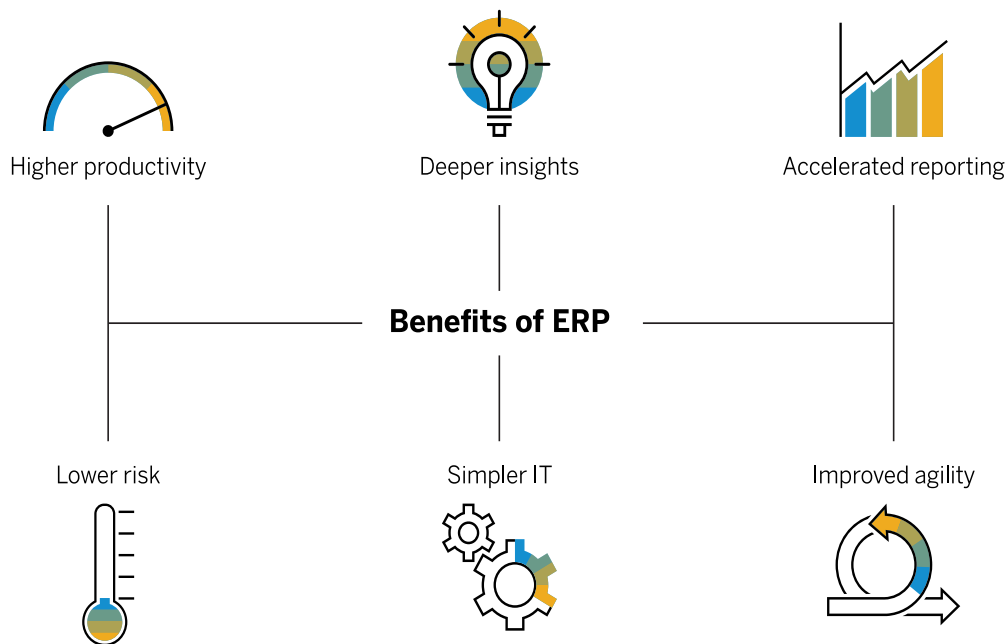 Higher productivity
Deeper insights
Accelerated reporting
Benefits of ERP
Lower risk
Simpler IT
Improved agility